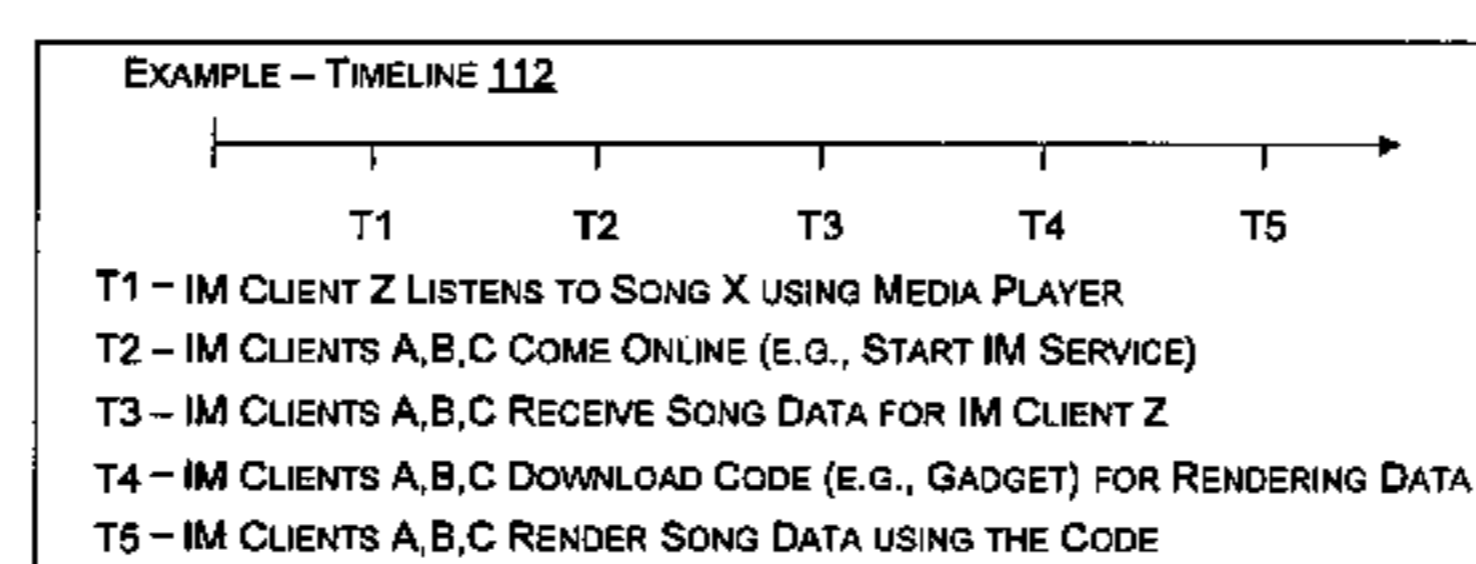 EXAMPLE – TIMELINE 112
T1 T2 T3 T4 T5
T1 – IM CLIENT Z LISTENS TO SONG X USING MEDIA PLAYER
T2 – IM CLIENTS A,B,C COME ONLINE (E.G., START IM SERVICE)
T3 – IM CLIENTS A,B,C RECEIVE SONG DATA FOR IM CLIENT Z
T4 – IM CLIENTS A,B,C DOWNLOAD CODE (E.G., GADGET) FOR RENDERING DATA
T5 – IM CLIENTS A,B,C RENDER SONG DATA USING THE CODE